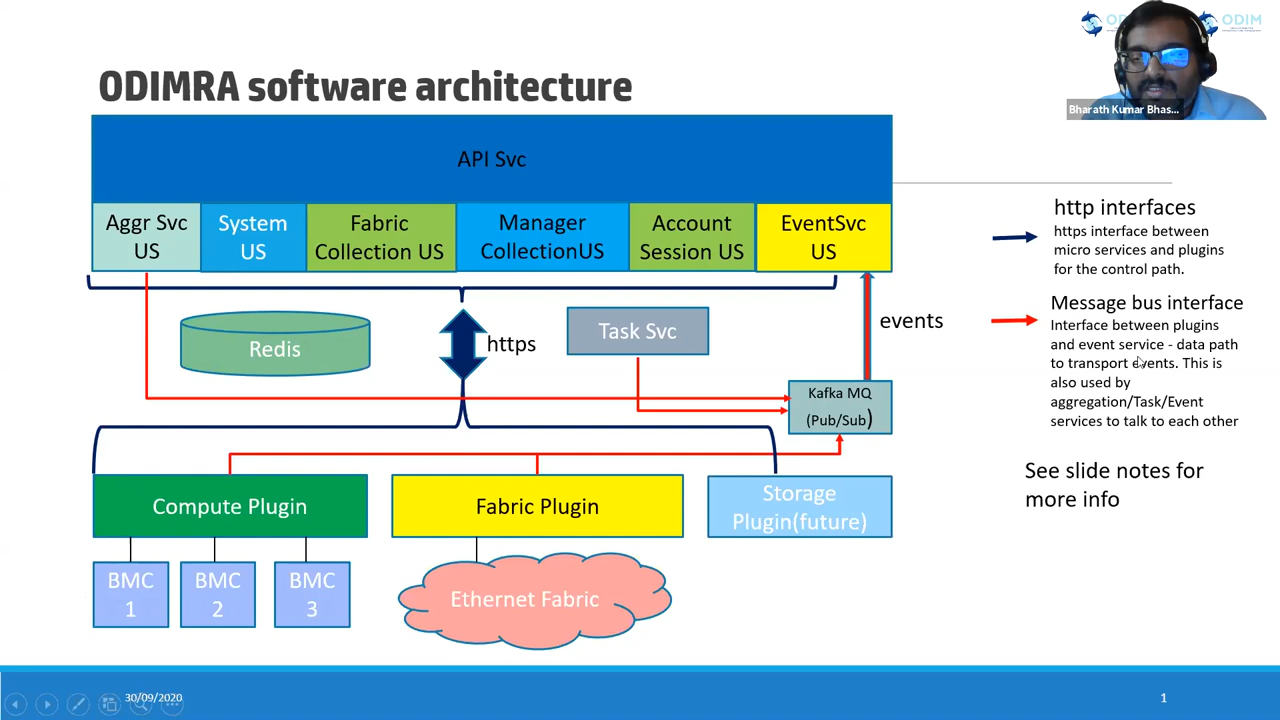 ODIM
Bharath Kumar Bhas...
ODIMRA software architecture
API Svc
Aggr Svc
US
System
US
Fabric
Collection US
Manager
CollectionUS
Account
Session US
EventSvc
US
http interfaces
https interface between
micro services and plugins
for the control path.
Message bus interface
Interface between plugins
and event service - data path
to transport events. This is
also used by
aggregation/Task/Event
services to talk to each other
See slide notes for
more info
Redis
https
Task Svc
events
Kafka MQ
(Pub/Sub)
Compute Plugin
Fabric Plugin
Storage
Plugin(future)
BMC
1
BMC
2
BMC
3
Ethernet Fabric
30/09/2020
1